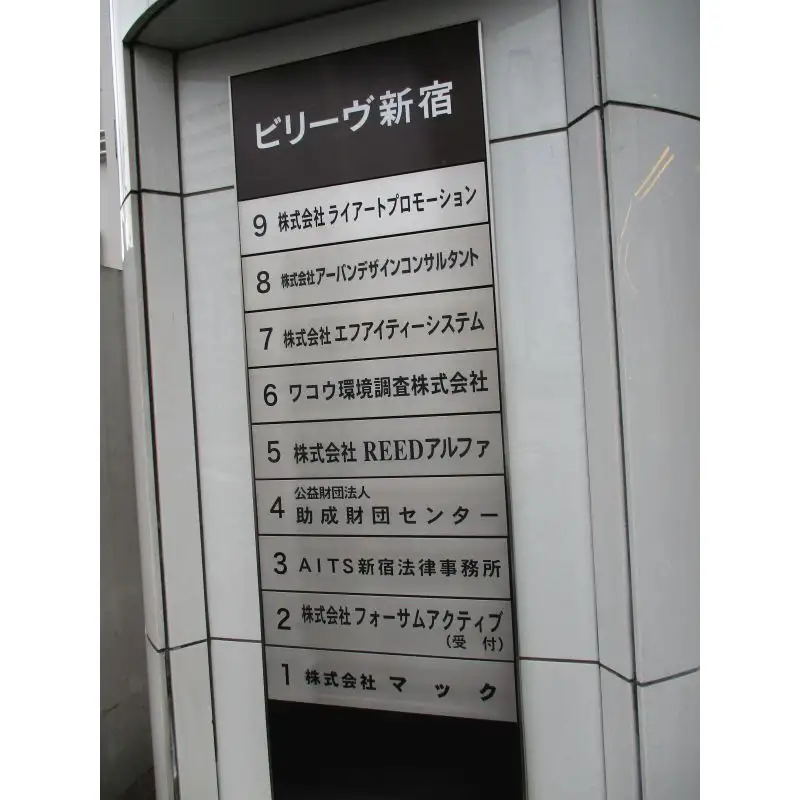 ビリーヴ新宿
9 株式会社ライアートプロモーション
8 株式会社アーバンデザインコンサルタント
7 株式会社エフアイティーシステム
6 ワコウ環境調査株式会社
5 株式会社 REEDアルファ
公益財団法人
4 助成財団センター
3 AITS新宿法律事務所
2 株式会社フォーサムアクティブ
(受 付)
1 株式会社 マック